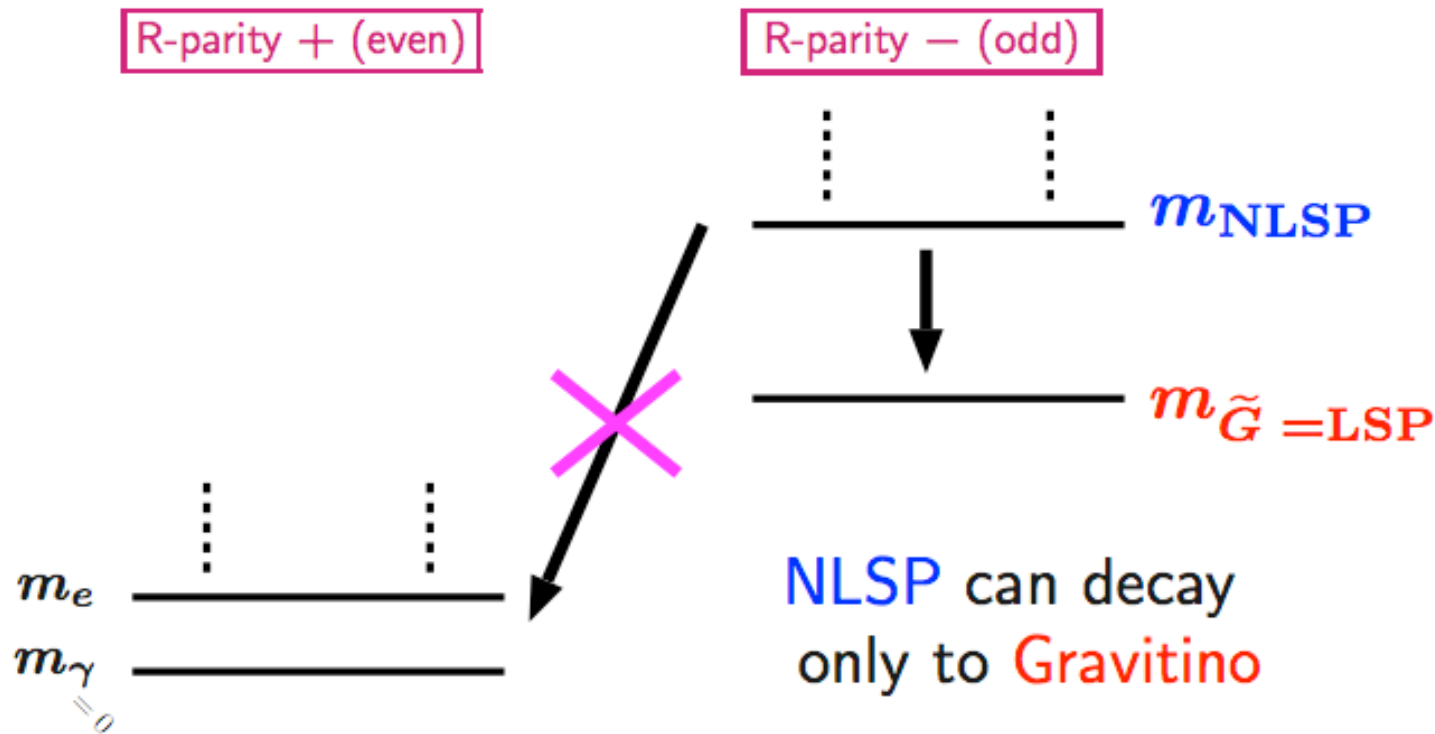 R-parity + (even)
R-parity − (odd)
m_NLSP
m_G̃ =LSP
m_e
m_γ
=0
NLSP can decay
only to Gravitino